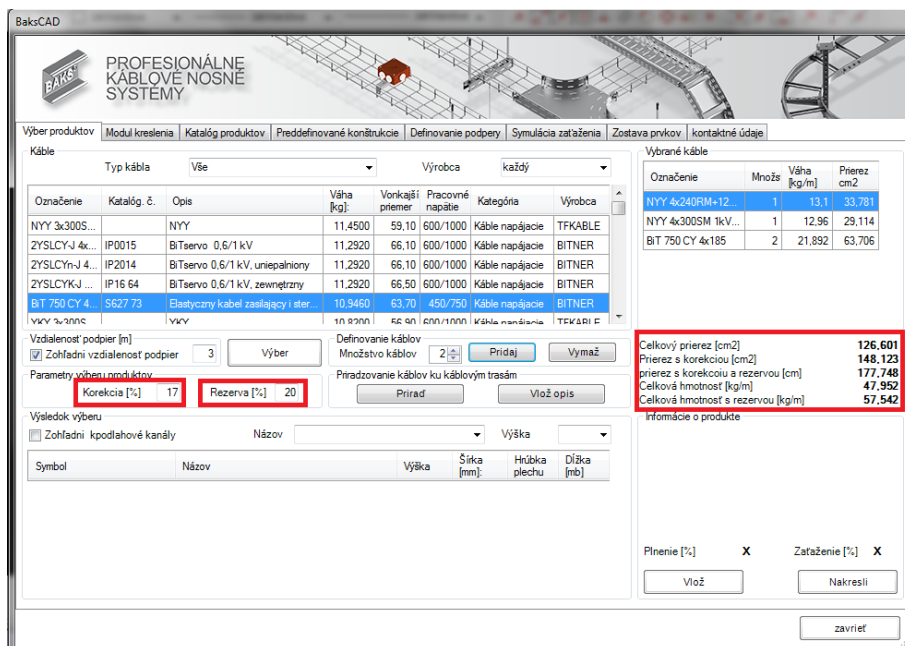 BaksCAD
BAKS
PROFESIONÁLNE
KÁBLOVÉ NOSNÉ
SYSTÉMY
Výber produktov Modul kreslenia Katalóg produktov Preddefinované konštrukcie Definovanie podpery Symulácia zaťaženia Zostava prvkov kontaktné údaje
Káble
Typ kábla Vše Výrobca každý
Označenie Katalóg. č. Opis Váha [kg]: Vonkajší priemer Pracovné napätie Kategória Výrobca
NYY 3x300S... NYY 11,4500 59,10 600/1000 Káble napájacie TFKABLE
2YSLCY-J 4x... IP0015 BiTservo 0,6/1 kV 11,2920 66,10 600/1000 Káble napájacie BITNER
2YSLCYn-J 4... IP2014 BiTservo 0,6/1 kV, uniepalniony 11,2920 66,10 600/1000 Káble napájacie BITNER
2YSLCYK-J ... IP16 64 BiTservo 0,6/1 kV, zewnętrzny 11,2920 66,50 600/1000 Káble napájacie BITNER
BiT 750 CY 4... S627 73 Elastyczny kabel zasilający i ster... 10,9460 63,70 450/750 Káble napájacie BITNER
YKY 3x300S YKY 10,8200 56,90 600/1000 Káble napájacie TFKABLE
Vzdialenosť podpier [m]
Zohľadni vzdialenosť podpier 3 Výber
Definovanie káblov
Množstvo káblov 2 Pridaj Vymaž
Parametry výberu produktov
Korekcia [%] 17 Rezerva [%] 20
Priradzovanie káblov ku káblovým trasám
Priraď Vlož opis
Výsledok výberu
Zohľadni kpodlahové kanály Názov Výška
Symbol Názov Výška Šírka [mm]: Hrúbka plechu Dĺžka [mb]
Vybrané káble
Označenie Množs Váha [kg/m] Prierez cm2
NYY 4x240RM+12... 1 13,1 33,781
NYY 4x300SM 1kV... 1 12,96 29,114
BiT 750 CY 4x185 2 21,892 63,706
Celkový prierez [cm2] 126,601
Prierez s korekciou [cm2] 148,123
prierez s korekcoiu a rezervou [cm] 177,748
Celková hmotnosť [kg/m] 47,952
Celková hmotnosť s rezervou [kg/m] 57,542
Informácie o produkte
Plnenie [%] X Zaťaženie [%] X
Vlož Nakresli
zavrieť